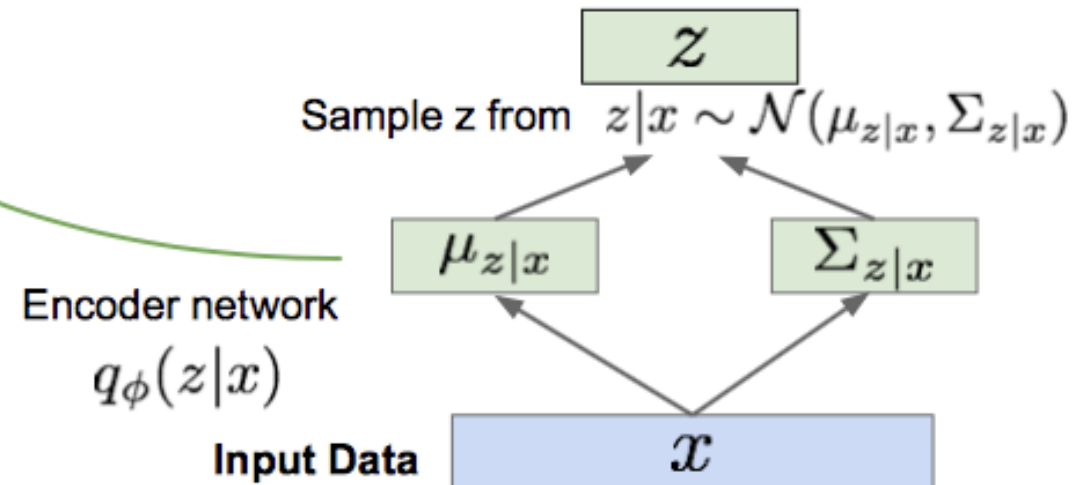 z
Sample z from z|x ∼ 𝒩(μ_{z|x}, Σ_{z|x})
μ_{z|x} Σ_{z|x}
Encoder network
q_ϕ(z|x)
Input Data x